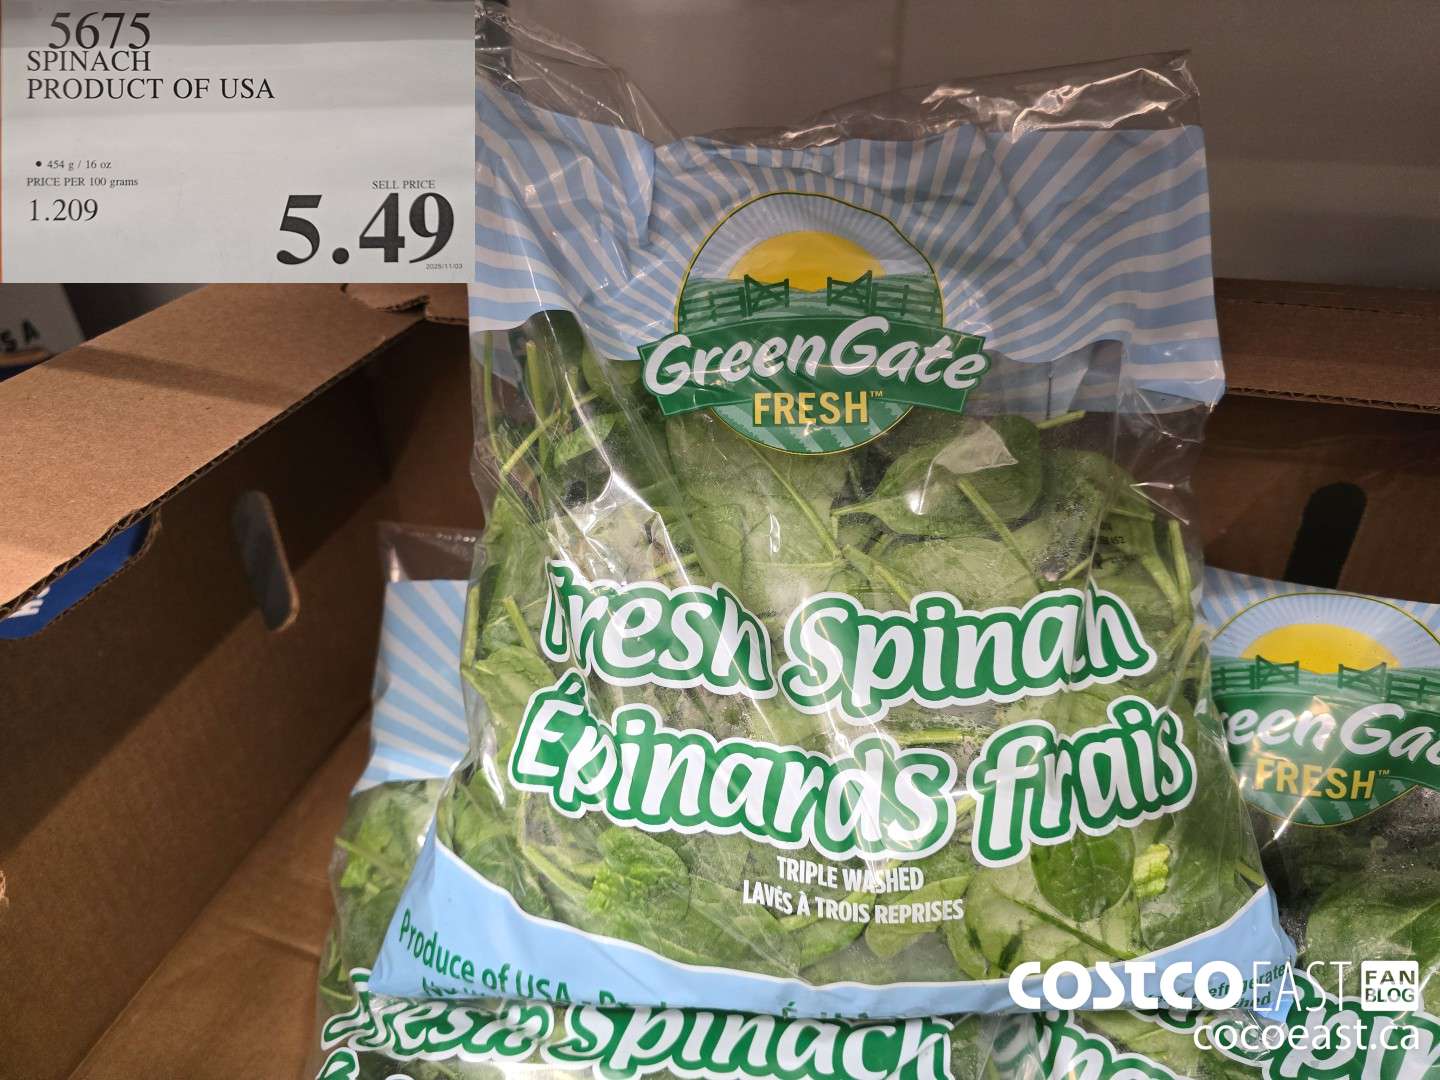 5675
SPINACH
PRODUCT OF USA
• 454 g / 16 oz
PRICE PER 100 grams
1.209
SELL PRICE
5.49
2025/11/03
GreenGate
FRESH™
Fresh Spinach
Épinards frais
TRIPLE WASHED
LAVÉS À TROIS REPRISES
Produce of USA
FRESH™
Fresh Spinach
COSTCO EAST FAN BLOG
cocoeast.ca